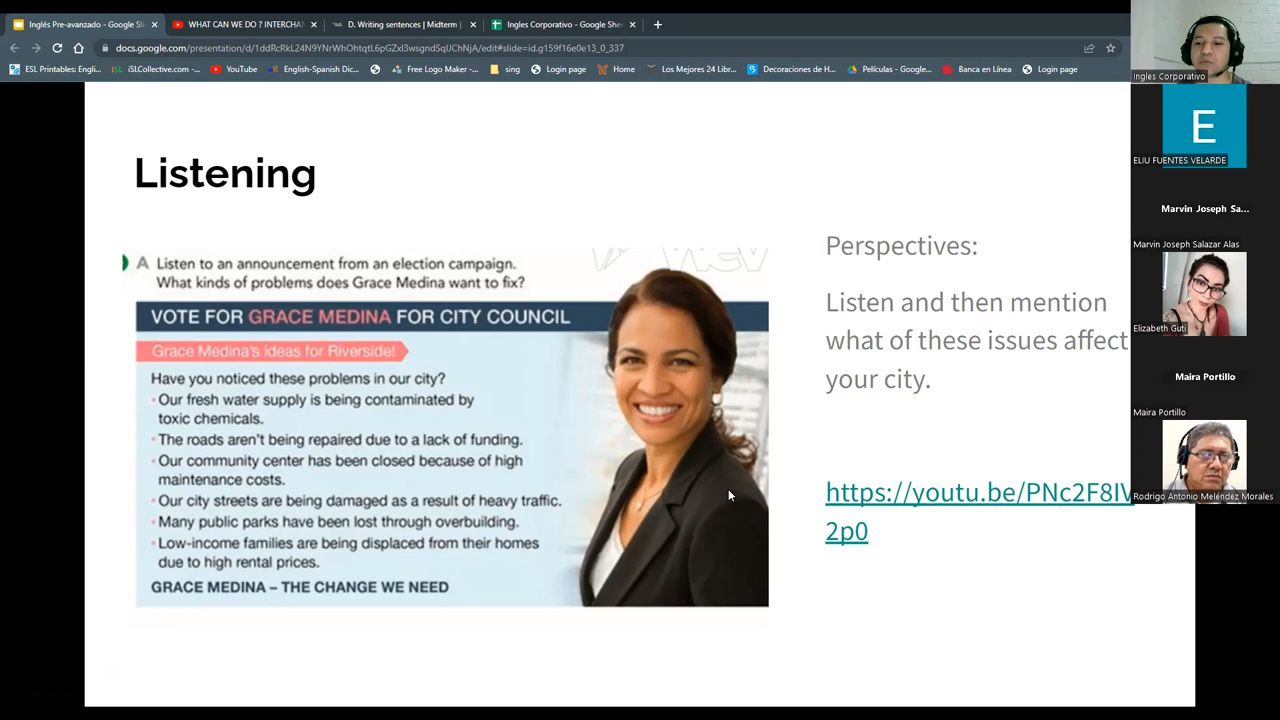 Inglés Pre-avanzado - Google Sli
WHAT CAN WE DO ? INTERCHAN
D. Writing sentences | Midterm |
Ingles Corporativo - Google She
docs.google.com/presentation/d/1ddRcRkL24N9YNrWhOhtqtL6pGZxl3wsgndSqlJChNjA/edit#slide=id.g159f16e0e13_0_337
ESL Printables: Engli...
iSLCollective.com -...
YouTube
English-Spanish Dic...
Free Logo Maker -...
sing
Login page
Home
Los Mejores 24 Libr...
Decoraciones de H...
Películas - Google...
Banca en Línea
Login page
Ingles Corporativo
E
ELIU FUENTES VELARDE
Marvin Joseph Sa...
Marvin Joseph Salazar Alas
Elizabeth Guti
Maira Portillo
Maira Portillo
Rodrigo Antonio Meléndez Morales
Listening
A Listen to an announcement from an election campaign.
What kinds of problems does Grace Medina want to fix?
VOTE FOR GRACE MEDINA FOR CITY COUNCIL
Grace Medina's ideas for Riverside!
Have you noticed these problems in our city?
• Our fresh water supply is being contaminated by
toxic chemicals.
• The roads aren't being repaired due to a lack of funding.
• Our community center has been closed because of high
maintenance costs.
• Our city streets are being damaged as a result of heavy traffic.
• Many public parks have been lost through overbuilding.
• Low-income families are being displaced from their homes
due to high rental prices.
GRACE MEDINA – THE CHANGE WE NEED
Perspectives:
Listen and then mention
what of these issues affect
your city.
https://youtu.be/PNc2F8IV
2p0